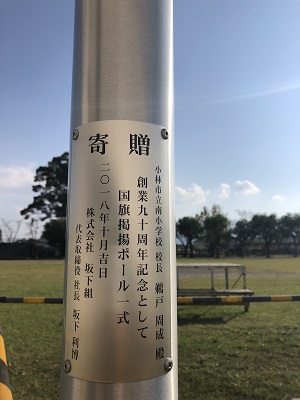 寄贈
小林市立南小学校 校長 鵜戸 周成 殿
創業九十周年記念として
国旗掲揚ポール一式
二〇一八年十月吉日
株式会社 坂下組
代表取締役 社長 坂下 利博